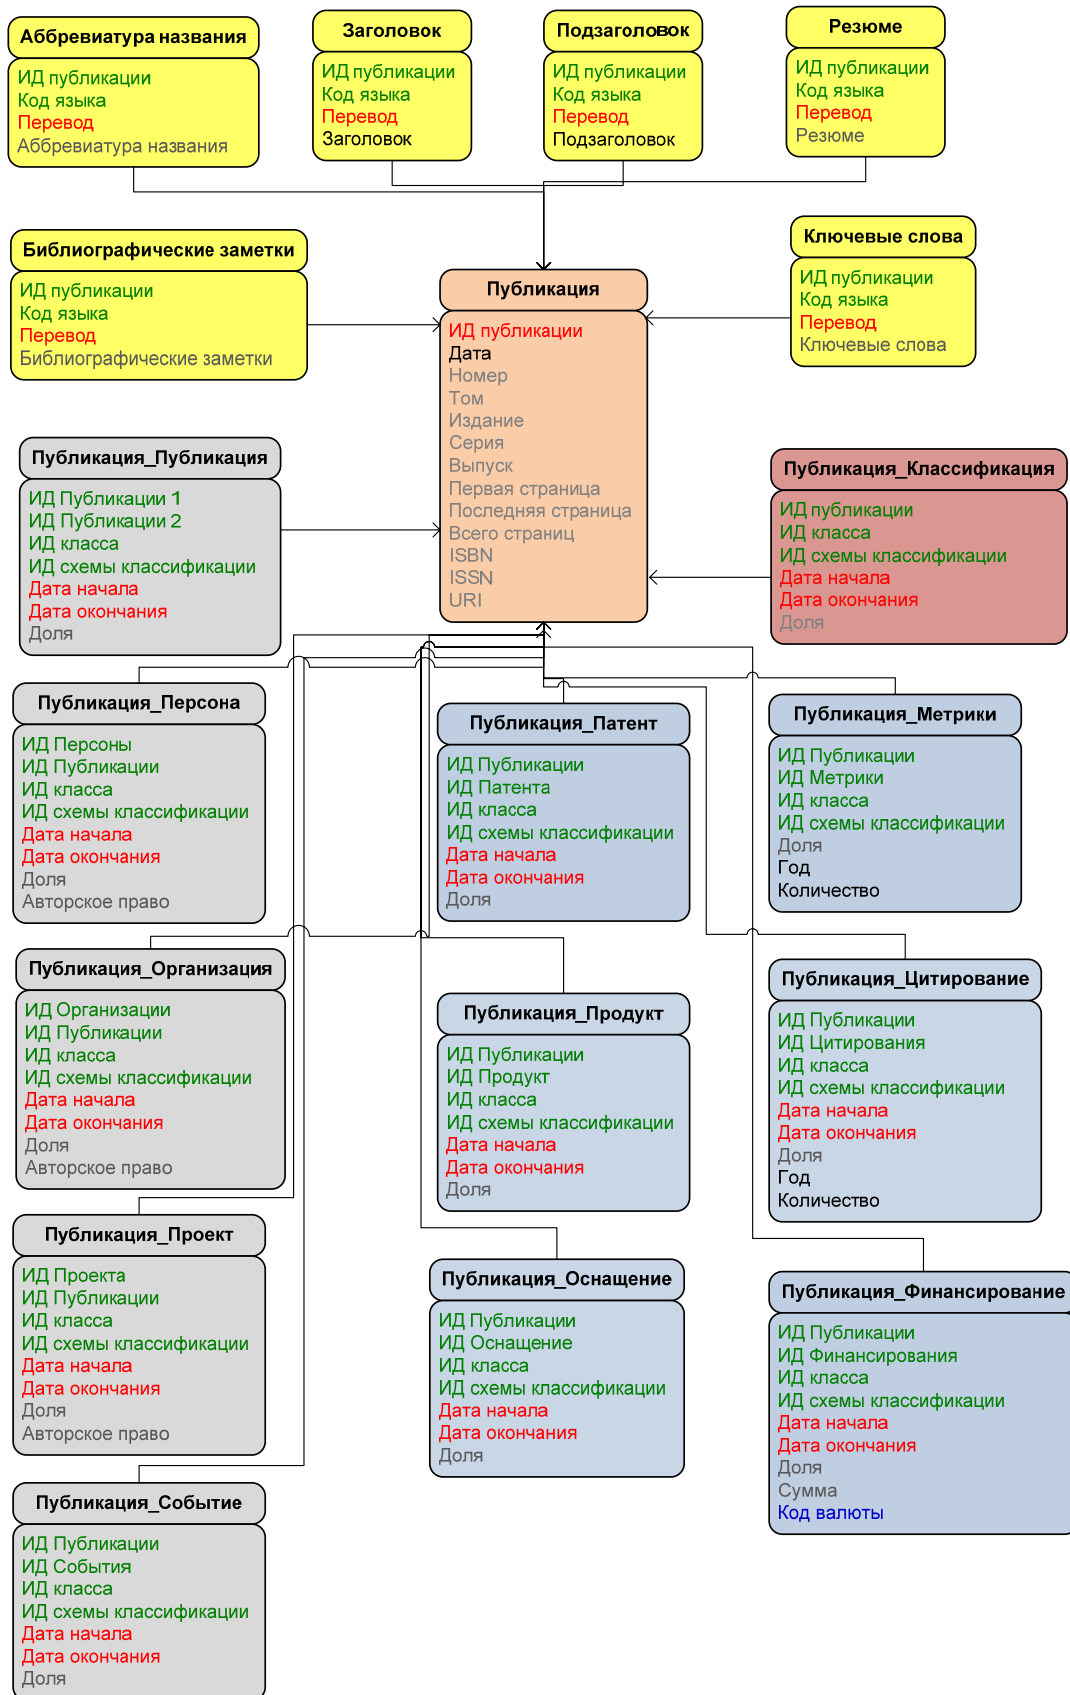 Аббревиатура названия
ИД публикации
Код языка
Перевод
Аббревиатура названия
Заголовок
ИД публикации
Код языка
Перевод
Заголовок
Подзаголовок
ИД публикации
Код языка
Перевод
Подзаголовок
Резюме
ИД публикации
Код языка
Перевод
Резюме
Библиографические заметки
ИД публикации
Код языка
Перевод
Библиографические заметки
Публикация
ИД публикации
Дата
Номер
Том
Издание
Серия
Выпуск
Первая страница
Последняя страница
Всего страниц
ISBN
ISSN
URI
Ключевые слова
ИД публикации
Код языка
Перевод
Ключевые слова
Публикация_Публикация
ИД Публикации 1
ИД Публикации 2
ИД класса
ИД схемы классификации
Дата начала
Дата окончания
Доля
Публикация_Классификация
ИД публикации
ИД класса
ИД схемы классификации
Дата начала
Дата окончания
Доля
Публикация_Персона
ИД Персоны
ИД Публикации
ИД класса
ИД схемы классификации
Дата начала
Дата окончания
Доля
Авторское право
Публикация_Патент
ИД Публикации
ИД Патента
ИД класса
ИД схемы классификации
Дата начала
Дата окончания
Доля
Публикация_Метрики
ИД Публикации
ИД Метрики
ИД класса
ИД схемы классификации
Доля
Год
Количество
Публикация_Организация
ИД Организации
ИД Публикации
ИД класса
ИД схемы классификации
Дата начала
Дата окончания
Доля
Авторское право
Публикация_Продукт
ИД Публикации
ИД Продукт
ИД класса
ИД схемы классификации
Дата начала
Дата окончания
Доля
Публикация_Цитирование
ИД Публикации
ИД Цитирования
ИД класса
ИД схемы классификации
Дата начала
Дата окончания
Доля
Год
Количество
Публикация_Проект
ИД Проекта
ИД Публикации
ИД класса
ИД схемы классификации
Дата начала
Дата окончания
Доля
Авторское право
Публикация_Оснащение
ИД Публикации
ИД Оснащение
ИД класса
ИД схемы классификации
Дата начала
Дата окончания
Доля
Публикация_Финансирование
ИД Публикации
ИД Финансирования
ИД класса
ИД схемы классификации
Дата начала
Дата окончания
Доля
Сумма
Код валюты
Публикация_Событие
ИД Публикации
ИД События
ИД класса
ИД схемы классификации
Дата начала
Дата окончания
Доля